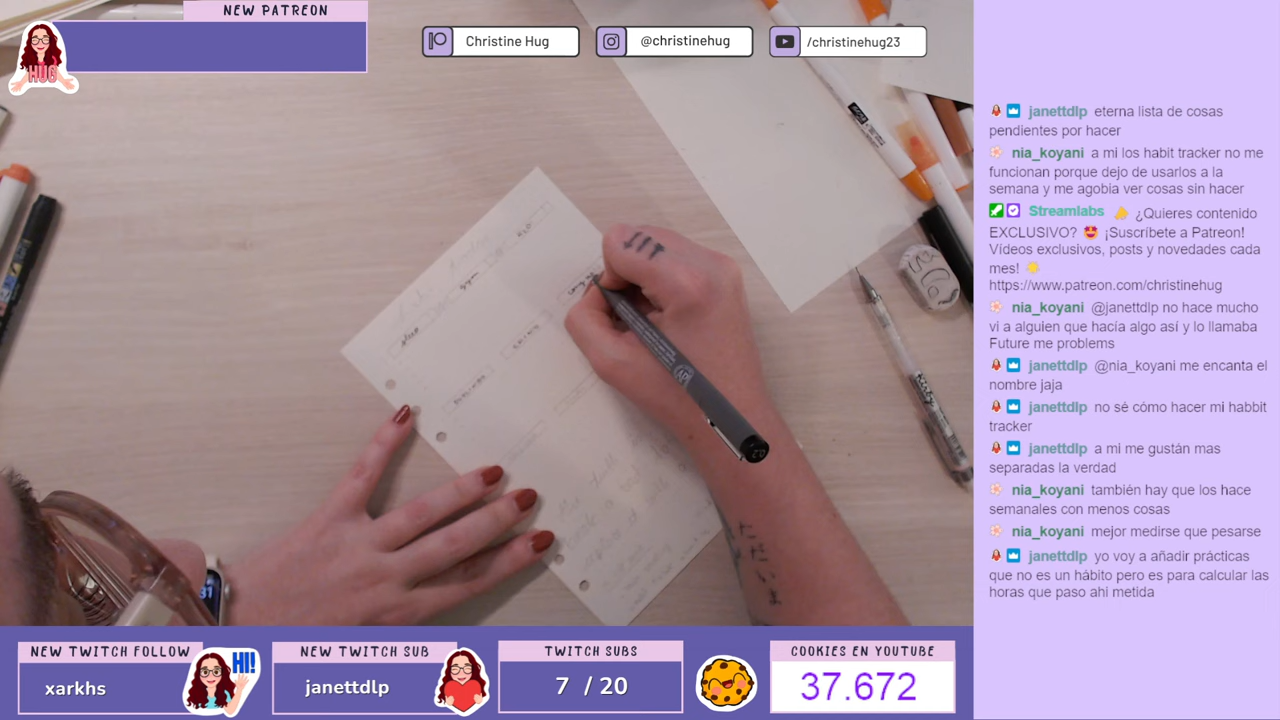 NEW PATREON
HUG
Christine Hug
@christinehug
/christinehug23
janettdlp eterna lista de cosas
pendientes por hacer
nia_koyani a mi los habit tracker no me
funcionan porque dejo de usarlos a la
semana y me agobia ver cosas sin hacer
Streamlabs 👉 ¿Quieres contenido
EXCLUSIVO? 🤩 ¡Suscríbete a Patreon!
Vídeos exclusivos, posts y novedades cada
mes! 🌟
https://www.patreon.com/christinehug
nia_koyani @janettdlp no hace mucho
vi a alguien que hacía algo así y lo llamaba
Future me problems
janettdlp @nia_koyani me encanta el
nombre jaja
janettdlp no sé cómo hacer mi habbit
tracker
janettdlp a mi me gustán mas
separadas la verdad
nia_koyani también hay que los hace
semanales con menos cosas
nia_koyani mejor medirse que pesarse
janettdlp yo voy a añadir prácticas
que no es un hábito pero es para calcular las
horas que paso ahi metida
NEW TWITCH FOLLOW
xarkhs
HI!
NEW TWITCH SUB
janettdlp
TWITCH SUBS
7 / 20
COOKIES EN YOUTUBE
37.672